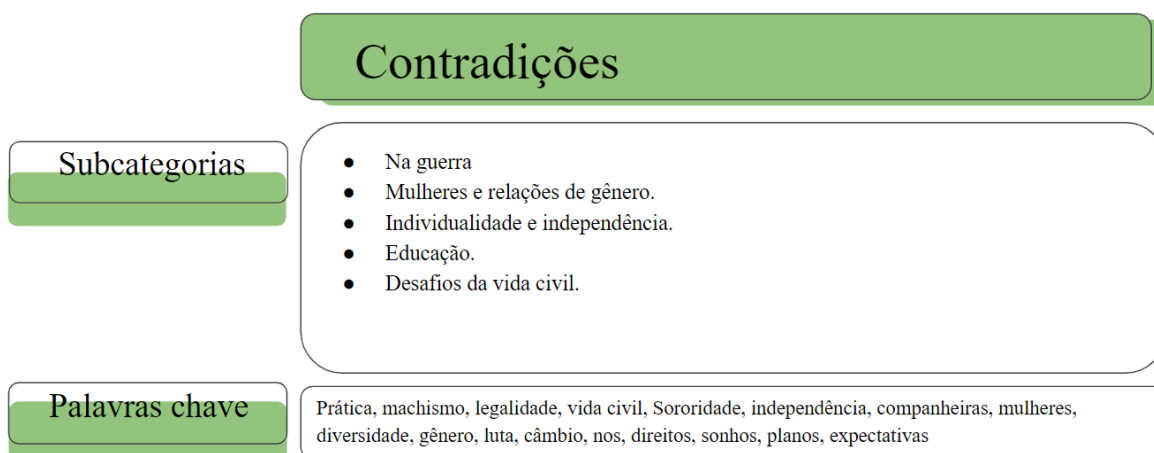 Contradições
Subcategorias
● Na guerra
● Mulheres e relações de gênero.
● Individualidade e independência.
● Educação.
● Desafios da vida civil.
Palavras chave
Prática, machismo, legalidade, vida civil, Sororidade, independência, companheiras, mulheres,
diversidade, gênero, luta, câmbio, nos, direitos, sonhos, planos, expectativas